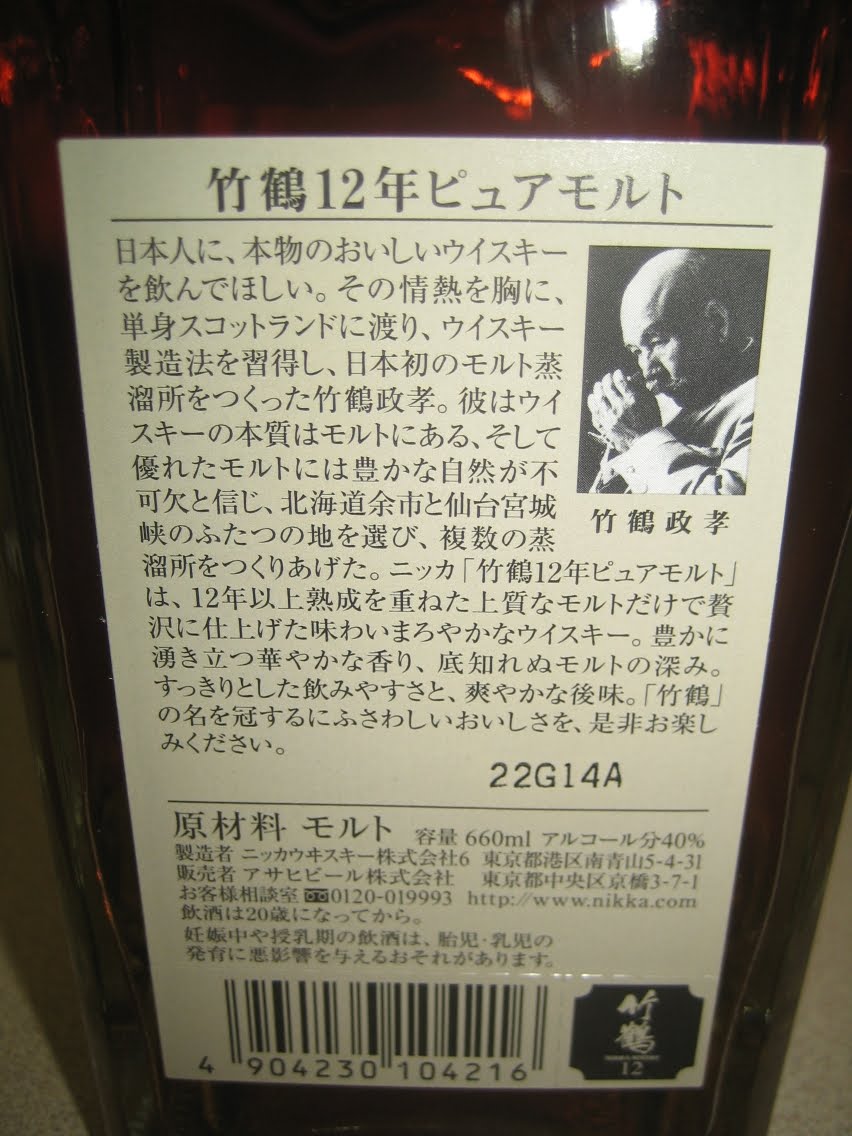 竹鶴12年ピュアモルト
日本人に、本物のおいしいウイスキー
を飲んでほしい。その情熱を胸に、
単身スコットランドに渡り、ウイスキー
製造法を習得し、日本初のモルト蒸
溜所をつくった竹鶴政孝。彼はウイ
スキーの本質はモルトにある、そして
優れたモルトには豊かな自然が不
可欠と信じ、北海道余市と仙台宮城
峡のふたつの地を選び、複数の蒸
溜所をつくりあげた。ニッカ「竹鶴12年ピュアモルト」
は、12年以上熟成を重ねた上質なモルトだけで贅
沢に仕上げた味わいまろやかなウイスキー。豊かに
湧き立つ華やかな香り、底知れぬモルトの深み。
すっきりとした飲みやすさと、爽やかな後味。「竹鶴」
の名を冠するにふさわしいおいしさを、是非お楽し
みください。
竹鶴政孝
22G14A
原材料 モルト 容量 660ml アルコール分40%
製造者 ニッカウヰスキー株式会社6 東京都港区南青山5-4-31
販売者 アサヒビール株式会社 東京都中央区京橋3-7-1
お客様相談室 0120-019993 http://www.nikka.com
飲酒は20歳になってから。
妊娠中や授乳期の飲酒は、胎児・乳児の
発育に悪影響を与えるおそれがあります。
4 904230 104216
竹鶴
12